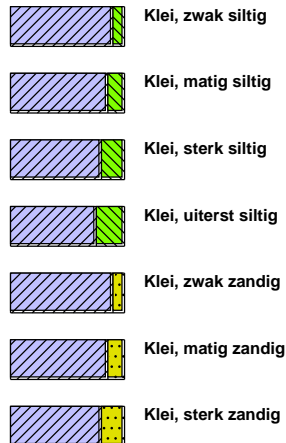 Klei, zwak siltig
Klei, matig siltig
Klei, sterk siltig
Klei, uiterst siltig
Klei, zwak zandig
Klei, matig zandig
Klei, sterk zandig